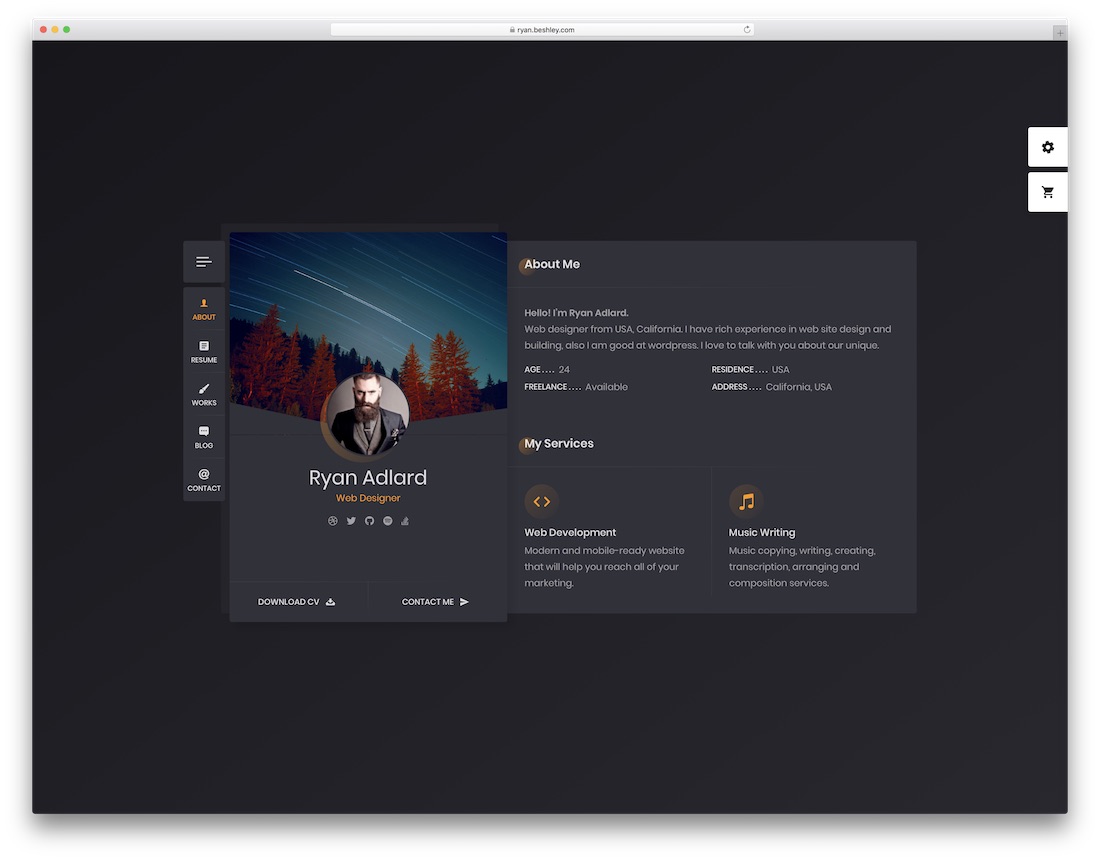 ryan.beshley.com
ABOUT
RESUME
WORKS
BLOG
CONTACT
Ryan Adlard
Web Designer
DOWNLOAD CV
CONTACT ME
About Me
Hello! I'm Ryan Adlard.
Web designer from USA, California. I have rich experience in web site design and
building, also I am good at wordpress. I love to talk with you about our unique.
AGE .... 24
RESIDENCE .... USA
FREELANCE .... Available
ADDRESS .... California, USA
My Services
Web Development
Modern and mobile-ready website
that will help you reach all of your
marketing.
Music Writing
Music copying, writing, creating,
transcription, arranging and
composition services.